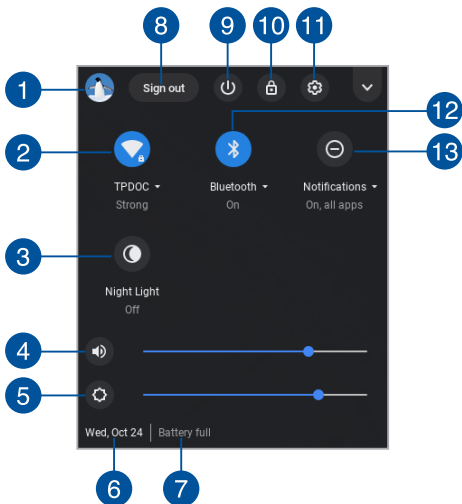 8
9
10
11
1
Sign out
12
2
13
TPDOC
Bluetooth
Notifications
Strong
On
On, all apps
3
Night Light
Off
4
5
Wed, Oct 24
Battery full
6
7